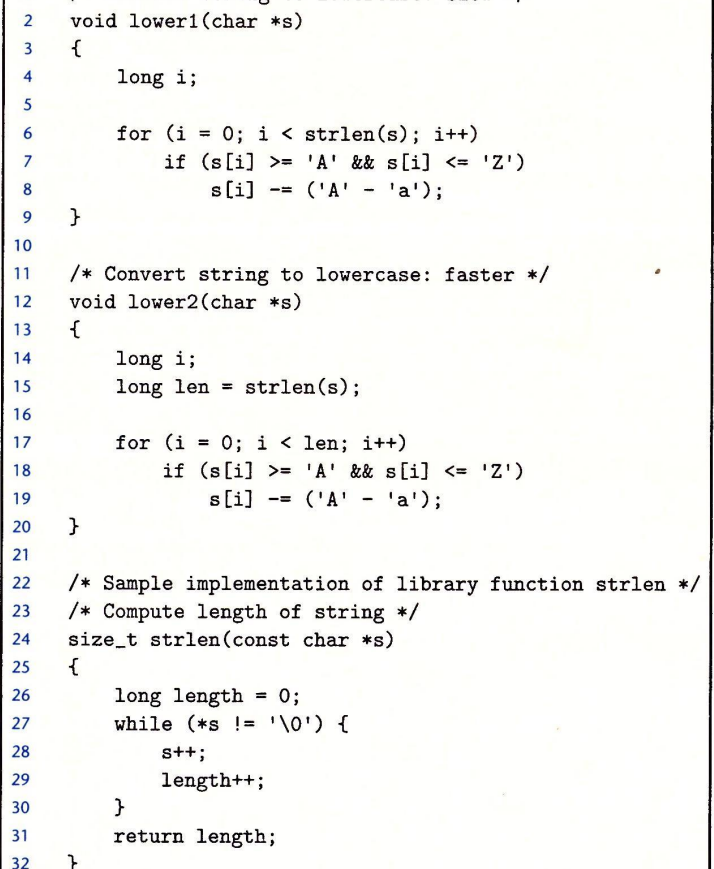 2 void lower1(char *s)
3 {
4     long i;
5
6     for (i = 0; i < strlen(s); i++)
7         if (s[i] >= 'A' && s[i] <= 'Z')
8             s[i] -= ('A' - 'a');
9 }
10
11 /* Convert string to lowercase: faster */
12 void lower2(char *s)
13 {
14     long i;
15     long len = strlen(s);
16
17     for (i = 0; i < len; i++)
18         if (s[i] >= 'A' && s[i] <= 'Z')
19             s[i] -= ('A' - 'a');
20 }
21
22 /* Sample implementation of library function strlen */
23 /* Compute length of string */
24 size_t strlen(const char *s)
25 {
26     long length = 0;
27     while (*s != '\0') {
28         s++;
29         length++;
30     }
31     return length;
32 }